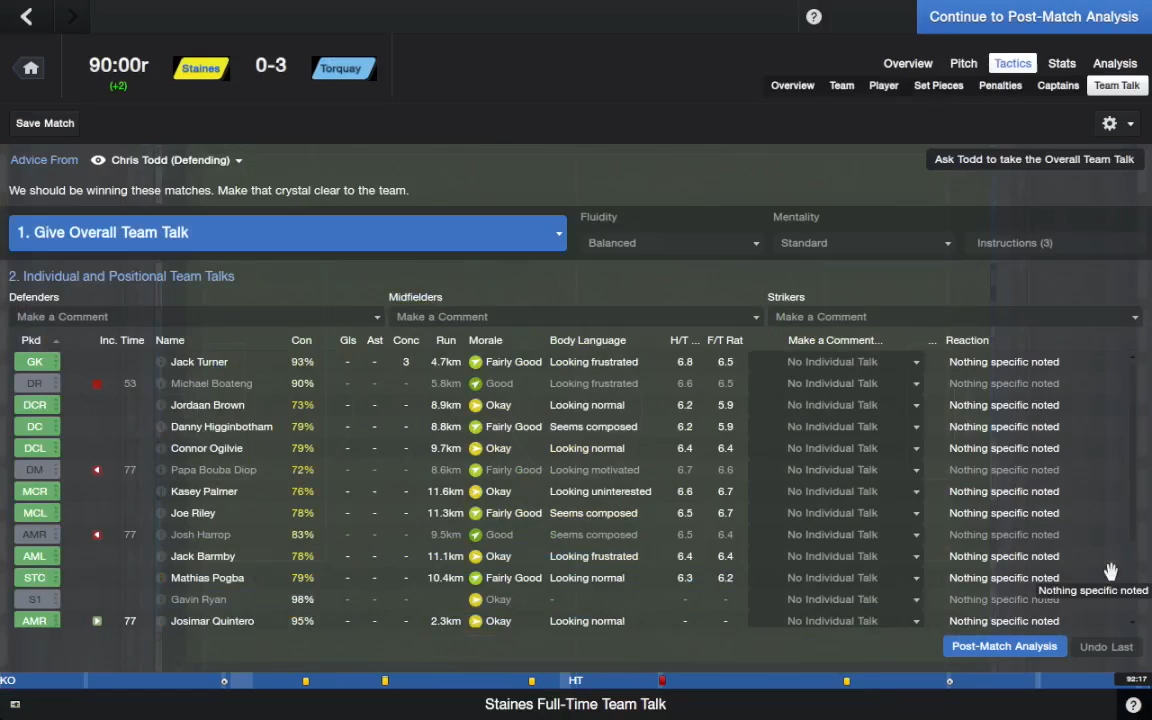 Continue to Post-Match Analysis
90:00r
(+2)
Staines
0-3
Torquay
Overview Pitch Tactics Stats Analysis
Overview Team Player Set Pieces Penalties Captains Team Talk
Save Match
Advice From Chris Todd (Defending)
Ask Todd to take the Overall Team Talk
We should be winning these matches. Make that crystal clear to the team.
1. Give Overall Team Talk
Fluidity
Balanced
Mentality
Standard
Instructions (3)
2. Individual and Positional Team Talks
Defenders Midfielders Strikers
Make a Comment Make a Comment Make a Comment
Pkd Inc. Time Name Con Gls Ast Conc Run Morale Body Language H/T ... F/T Rat Make a Comment... ... Reaction
GK Jack Turner 93% - - 3 4.7km Fairly Good Looking frustrated 6.8 6.5 No Individual Talk Nothing specific noted
DR 53 Michael Boateng 90% - - - 5.8km Good Looking frustrated 6.6 6.5 No Individual Talk Nothing specific noted
DCR Jordaan Brown 73% - - - 8.9km Okay Looking normal 6.2 5.9 No Individual Talk Nothing specific noted
DC Danny Higginbotham 79% - - - 8.8km Fairly Good Seems composed 6.2 5.9 No Individual Talk Nothing specific noted
DCL Connor Ogilvie 79% - - - 9.7km Okay Looking normal 6.4 6.4 No Individual Talk Nothing specific noted
DM 77 Papa Bouba Diop 72% - - - 8.6km Fairly Good Looking motivated 6.7 6.6 No Individual Talk Nothing specific noted
MCR Kasey Palmer 76% - - - 11.6km Okay Looking uninterested 6.6 6.7 No Individual Talk Nothing specific noted
MCL Joe Riley 78% - - - 11.3km Fairly Good Seems composed 6.5 6.7 No Individual Talk Nothing specific noted
AMR 77 Josh Harrop 83% - - - 9.5km Good Seems composed 6.5 6.4 No Individual Talk Nothing specific noted
AML Jack Barmby 78% - - - 11.1km Okay Looking frustrated 6.4 6.4 No Individual Talk Nothing specific noted
STC Mathias Pogba 79% - - - 10.4km Fairly Good Looking normal 6.3 6.2 No Individual Talk Nothing specific noted
S1 Gavin Ryan 98% - - - - Okay - - - No Individual Talk Nothing specific noted
AMR 77 Josimar Quintero 95% - - - 2.3km Okay Looking normal - - No Individual Talk Nothing specific noted
Nothing specific noted
Post-Match Analysis Undo Last
KO HT 92:17
Staines Full-Time Team Talk